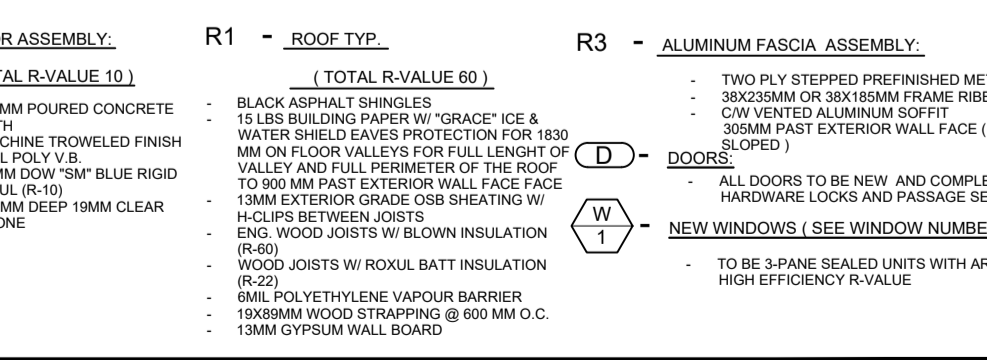 R ASSEMBLY:
TAL R-VALUE 10 )
MM POURED CONCRETE
TH
CHINE TROWELED FINISH
L POLY V.B.
MM DOW "SM" BLUE RIGID
UL (R-10)
MM DEEP 19MM CLEAR
ONE
R1 - ROOF TYP.
( TOTAL R-VALUE 60 )
- BLACK ASPHALT SHINGLES
- 15 LBS BUILDING PAPER W/ "GRACE" ICE &
WATER SHIELD EAVES PROTECTION FOR 1830
MM ON FLOOR VALLEYS FOR FULL LENGHT OF
VALLEY AND FULL PERIMETER OF THE ROOF
TO 900 MM PAST EXTERIOR WALL FACE FACE
- 13MM EXTERIOR GRADE OSB SHEATING W/
H-CLIPS BETWEEN JOISTS
- ENG. WOOD JOISTS W/ BLOWN INSULATION
(R-60)
- WOOD JOISTS W/ ROXUL BATT INSULATION
(R-22)
- 6MIL POLYETHYLENE VAPOUR BARRIER
- 19X89MM WOOD STRAPPING @ 600 MM O.C.
- 13MM GYPSUM WALL BOARD
R3 - ALUMINUM FASCIA ASSEMBLY:
- TWO PLY STEPPED PREFINISHED ME
- 38X235MM OR 38X185MM FRAME RIBE
- C/W VENTED ALUMINUM SOFFIT
305MM PAST EXTERIOR WALL FACE (
SLOPED )
D - DOORS:
- ALL DOORS TO BE NEW AND COMPLE
HARDWARE LOCKS AND PASSAGE SE
W
1
- NEW WINDOWS ( SEE WINDOW NUMBE
- TO BE 3-PANE SEALED UNITS WITH AR
HIGH EFFICIENCY R-VALUE